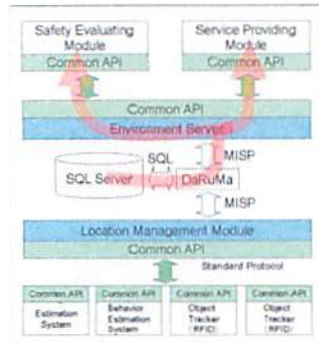 Safety Evaluating
Module
Common API
Service Providing
Module
Common API
Common API
Environment Server
SQL
MISP
SQL Server
DaRuMa
MISP
Location Management Module
Common API
Standard Protocol
Common API
Estimation
System
Common API
Behavior
Estimation
System
Common API
Object
Tracker
(RFID)
Common API
Object
Tracker
(RFID)